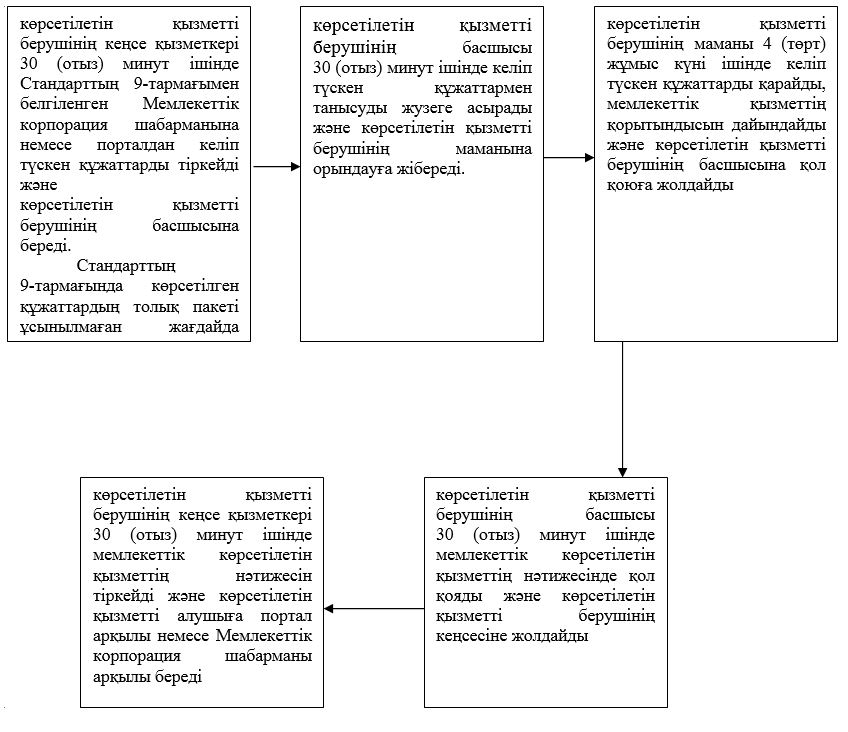 көрсетілетін қызметті
берушінің кеңсе қызметкері
30 (отыз) минут ішінде
Стандарттың 9-тармағымен
белгіленген Мемлекеттік
корпорация шабарманына
немесе порталдан келіп
түскен құжаттарды тіркейді
және
көрсетілетін қызметті
берушінің басшысына
береді.
Стандарттың
9-тармағында көрсетілген
құжаттардың толық пакеті
ұсынылмаған жағдайда
көрсетілетін қызметті
берушінің басшысы
30 (отыз) минут ішінде келіп
түскен құжаттармен
танысуды жузеге асырады
және көрсетілетін қызметті
берушінің маманына
орындауға жібереді.
көрсетілетін қызметті
берушінің маманы 4 (төрт)
жұмыс күні ішінде келіп
түскен құжаттарды қарайды,
мемлекеттік қызметтің
қорытындысын дайындайды
және көрсетілетін қызметті
берушінің басшысына қол
қоюға жолдайды
көрсетілетін қызметті
берушінің басшысы
30 (отыз) минут ішінде
мемлекеттік көрсетілетін
қызметтің нәтижесінде қол
қояды және көрсетілетін
қызметті берушінің
кеңсесіне жолдайды
көрсетілетін қызметті
берушінің кеңсе қызметкері
30 (отыз) минут ішінде
мемлекеттік көрсетілетін
қызметтің нәтижесін
тіркейді және көрсетілетін
қызметті алушыға портал
арқылы немесе Мемлекеттік
корпорация шабарманы
арқылы береді